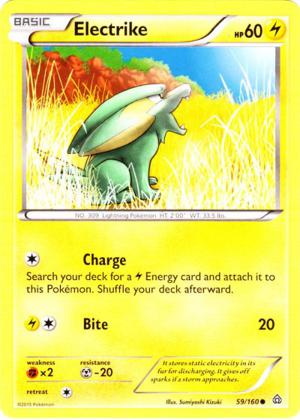 BASIC
Electrike
HP60
NO. 309 Lightning Pokémon HT: 2'00" WT: 33.5 lbs.
Charge
Search your deck for a Energy card and attach it
to this Pokémon. Shuffle your deck afterward.
Bite 20
weakness resistance
×2 -20
retreat
It stores static electricity in its
fur for discharging. It gives off
sparks if a storm approaches.
©2015 Pokémon Illus. Sumiyoshi Kizuki 59/160